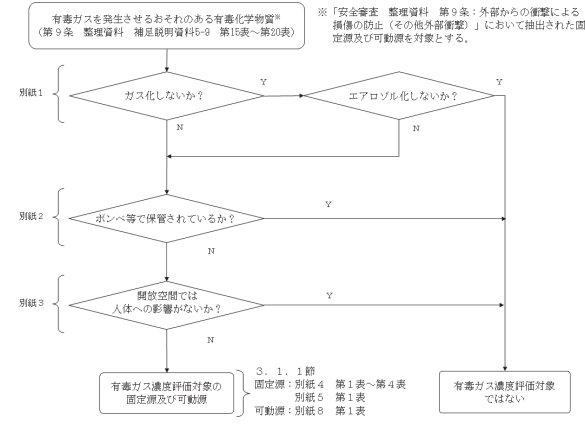 有毒ガスを発生させるおそれのある有毒化学物質※
(第９条　整理資料　補足説明資料5-9　第15表～第20表)
※「安全審査　整理資料　第９条：外部からの衝撃による
損傷の防止（その他外部衝撃）」において抽出された固
定源及び可動源を対象とする。
別紙１
ガス化しないか？
Y
エアロゾル化しないか？
Y
N
N
別紙２
ボンベ等で保管されているか？
Y
N
別紙３
開放空間では
人体への影響がないか？
Y
N
有毒ガス濃度評価対象の
固定源及び可動源
３．１．１節
固定源：別紙４　第１表～第４表
別紙５　第１表
可動源：別紙８　第１表
有毒ガス濃度評価対象
ではない